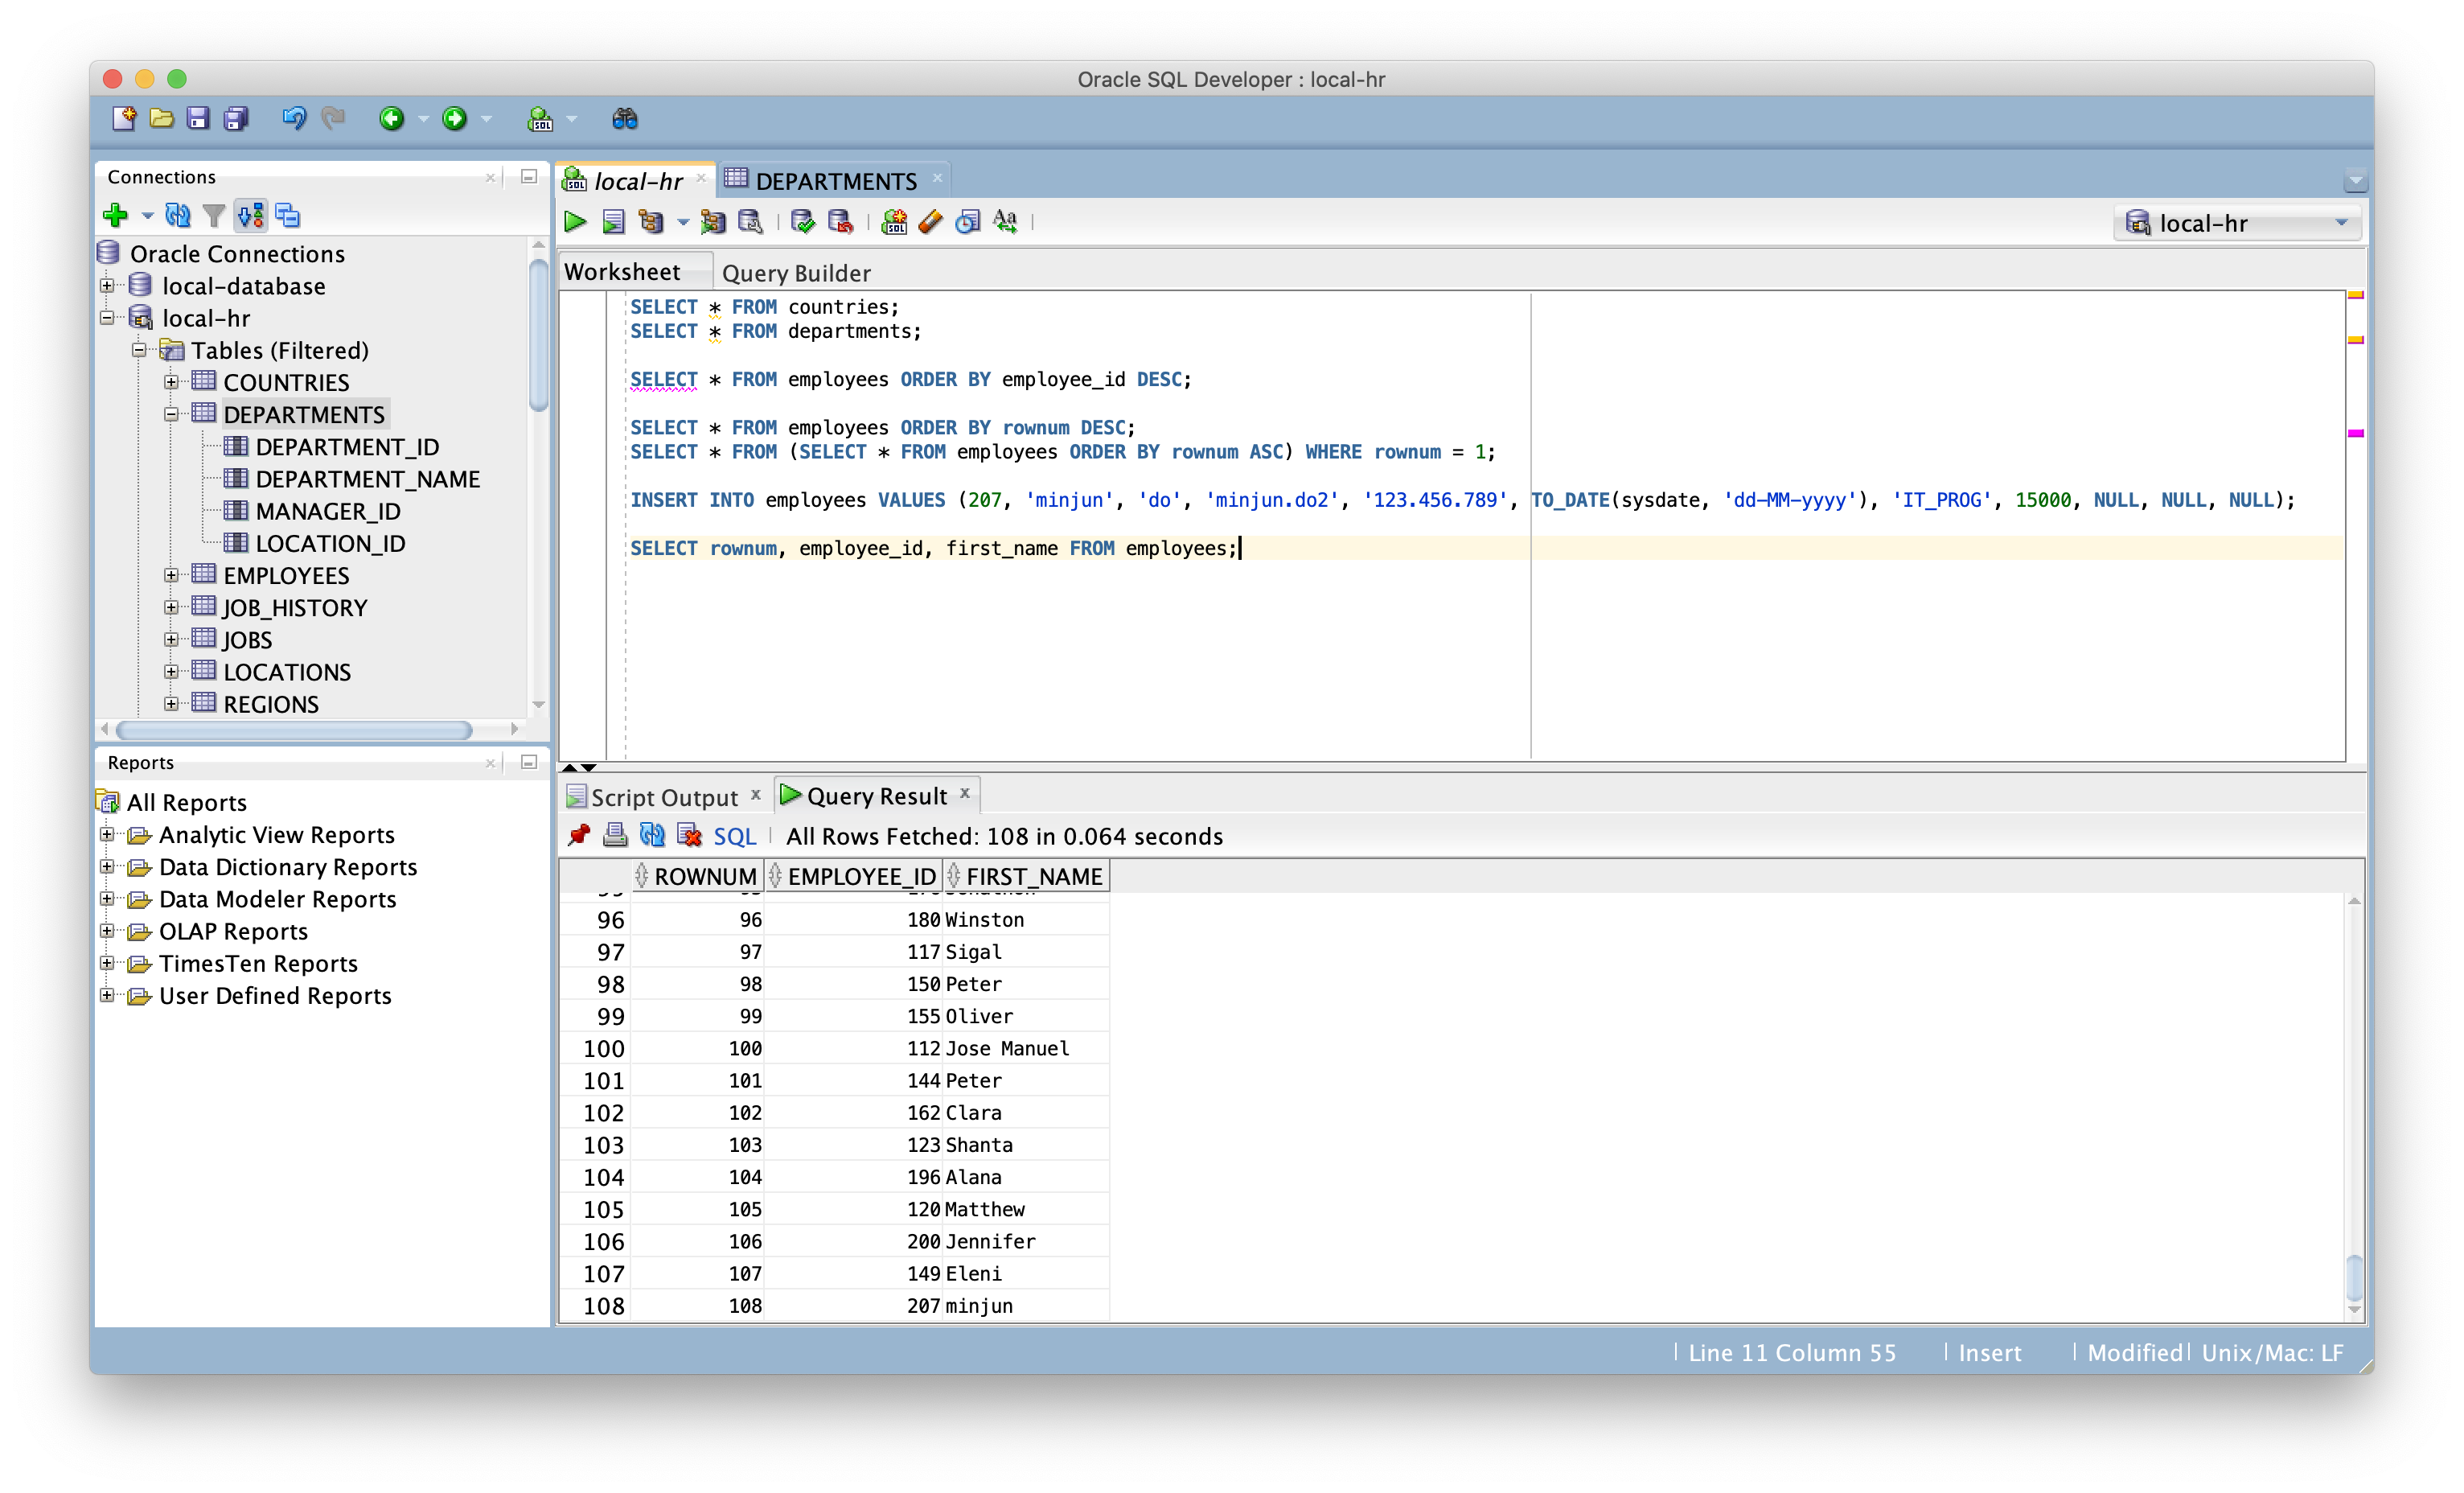 Oracle SQL Developer : local-hr
Connections
Oracle Connections
local-database
local-hr
Tables (Filtered)
COUNTRIES
DEPARTMENTS
DEPARTMENT_ID
DEPARTMENT_NAME
MANAGER_ID
LOCATION_ID
EMPLOYEES
JOB_HISTORY
JOBS
LOCATIONS
REGIONS
Reports
All Reports
Analytic View Reports
Data Dictionary Reports
Data Modeler Reports
OLAP Reports
TimesTen Reports
User Defined Reports
local-hr DEPARTMENTS
local-hr
Worksheet Query Builder
SELECT * FROM countries;
SELECT * FROM departments;
SELECT * FROM employees ORDER BY employee_id DESC;
SELECT * FROM employees ORDER BY rownum DESC;
SELECT * FROM (SELECT * FROM employees ORDER BY rownum ASC) WHERE rownum = 1;
INSERT INTO employees VALUES (207, 'minjun', 'do', 'minjun.do2', '123.456.789', TO_DATE(sysdate, 'dd-MM-yyyy'), 'IT_PROG', 15000, NULL, NULL, NULL);
SELECT rownum, employee_id, first_name FROM employees;
Script Output Query Result
SQL All Rows Fetched: 108 in 0.064 seconds
ROWNUM EMPLOYEE_ID FIRST_NAME
96 96 180 Winston
97 97 117 Sigal
98 98 150 Peter
99 99 155 Oliver
100 100 112 Jose Manuel
101 101 144 Peter
102 102 162 Clara
103 103 123 Shanta
104 104 196 Alana
105 105 120 Matthew
106 106 200 Jennifer
107 107 149 Eleni
108 108 207 minjun
Line 11 Column 55 Insert Modified Unix/Mac: LF